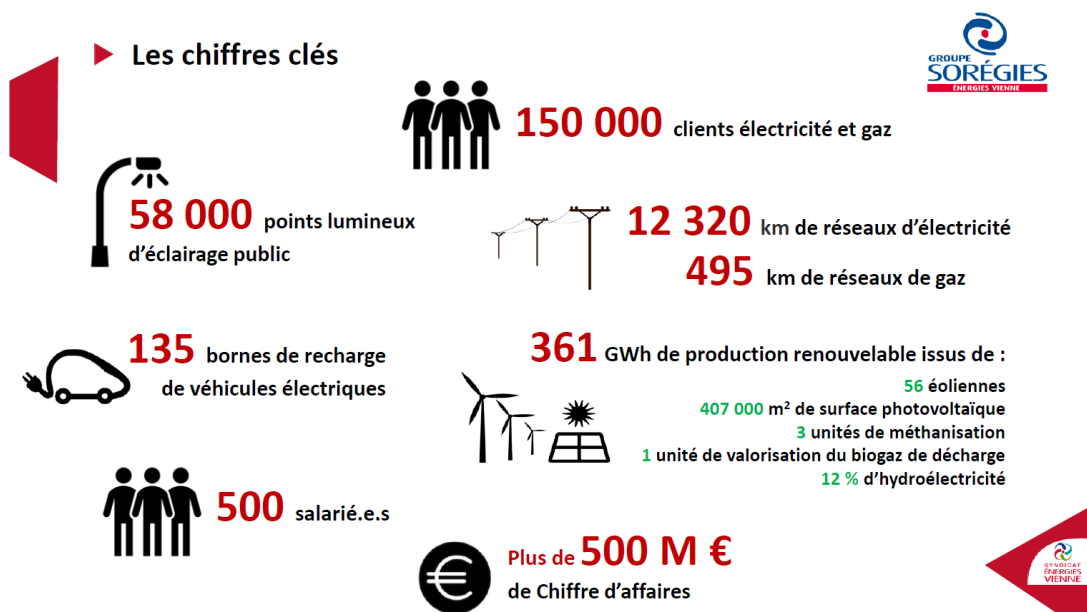 Les chiffres clés
GROUPE
SORÉGIES
ÉNERGIES VIENNE
150 000 clients électricité et gaz
58 000 points lumineux
d'éclairage public
12 320 km de réseaux d'électricité
495 km de réseaux de gaz
135 bornes de recharge
de véhicules électriques
361 GWh de production renouvelable issus de :
56 éoliennes
407 000 m² de surface photovoltaïque
3 unités de méthanisation
1 unité de valorisation du biogaz de décharge
12 % d'hydroélectricité
500 salarié.e.s
€
Plus de 500 M €
de Chiffre d'affaires
SYNDICAT
ÉNERGIES
VIENNE